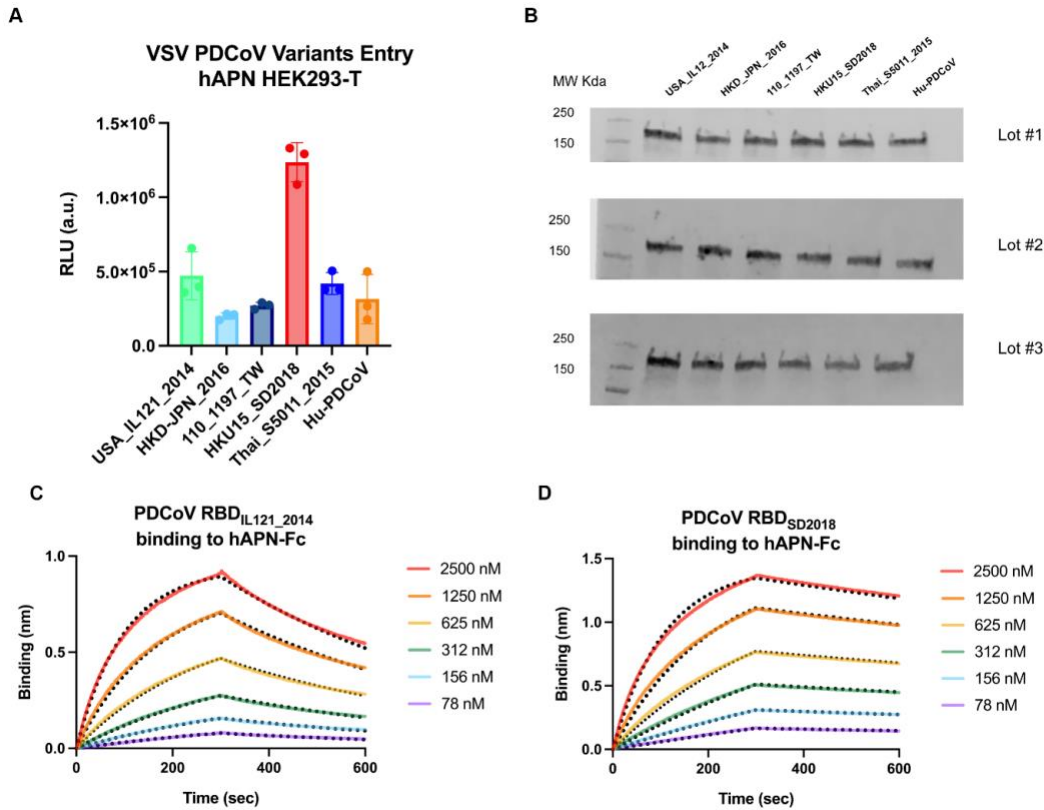 A
VSV PDCoV Variants Entry
hAPN HEK293-T
RLU (a.u.)
1.5×10⁶
1.0×10⁶
5.0×10⁵
0.0
USA_IL121_2014
HKD-JPN_2016
110_1197_TW
HKU15_SD2018
Thai_S5011_2015
Hu-PDCoV
B
MW Kda
USA_IL12_2014
HKD_JPN_2016
110_1197_TW
HKU15_SD2018
Thai_S5011_2015
Hu-PDCoV
250
150
Lot #1
250
150
Lot #2
250
150
Lot #3
C
PDCoV RBD_IL121_2014
binding to hAPN-Fc
Binding (nm)
1.0
0.5
0.0
0 200 400 600
Time (sec)
2500 nM
1250 nM
625 nM
312 nM
156 nM
78 nM
D
PDCoV RBD_SD2018
binding to hAPN-Fc
Binding (nm)
1.5
1.0
0.5
0.0
0 200 400 600
Time (sec)
2500 nM
1250 nM
625 nM
312 nM
156 nM
78 nM